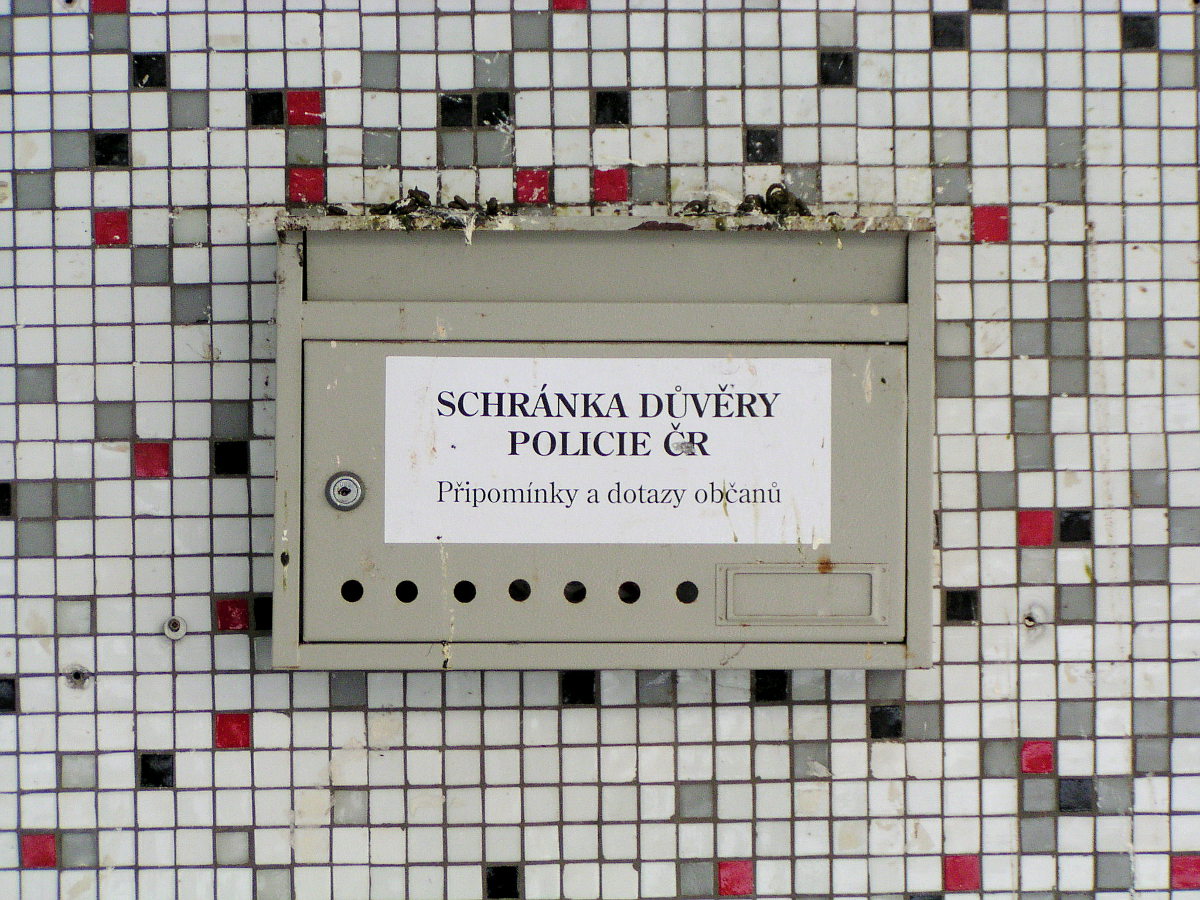 SCHRÁNKA DŮVĚRY
POLICIE ČR
Připomínky a dotazy občanů